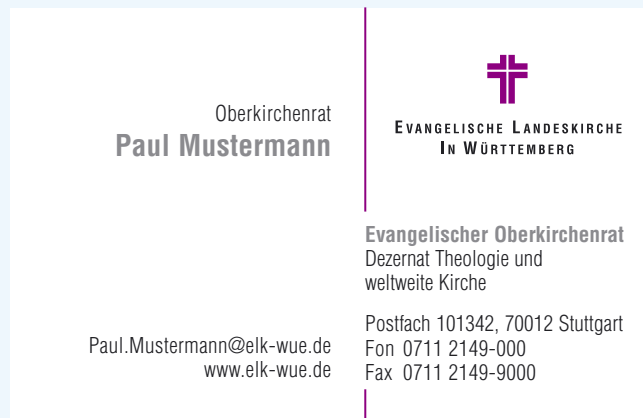 Oberkirchenrat
Paul Mustermann
Paul.Mustermann@elk-wue.de
www.elk-wue.de
Evangelische Landeskirche
In Württemberg
Evangelischer Oberkirchenrat
Dezernat Theologie und
weltweite Kirche
Postfach 101342, 70012 Stuttgart
Fon 0711 2149-000
Fax 0711 2149-9000